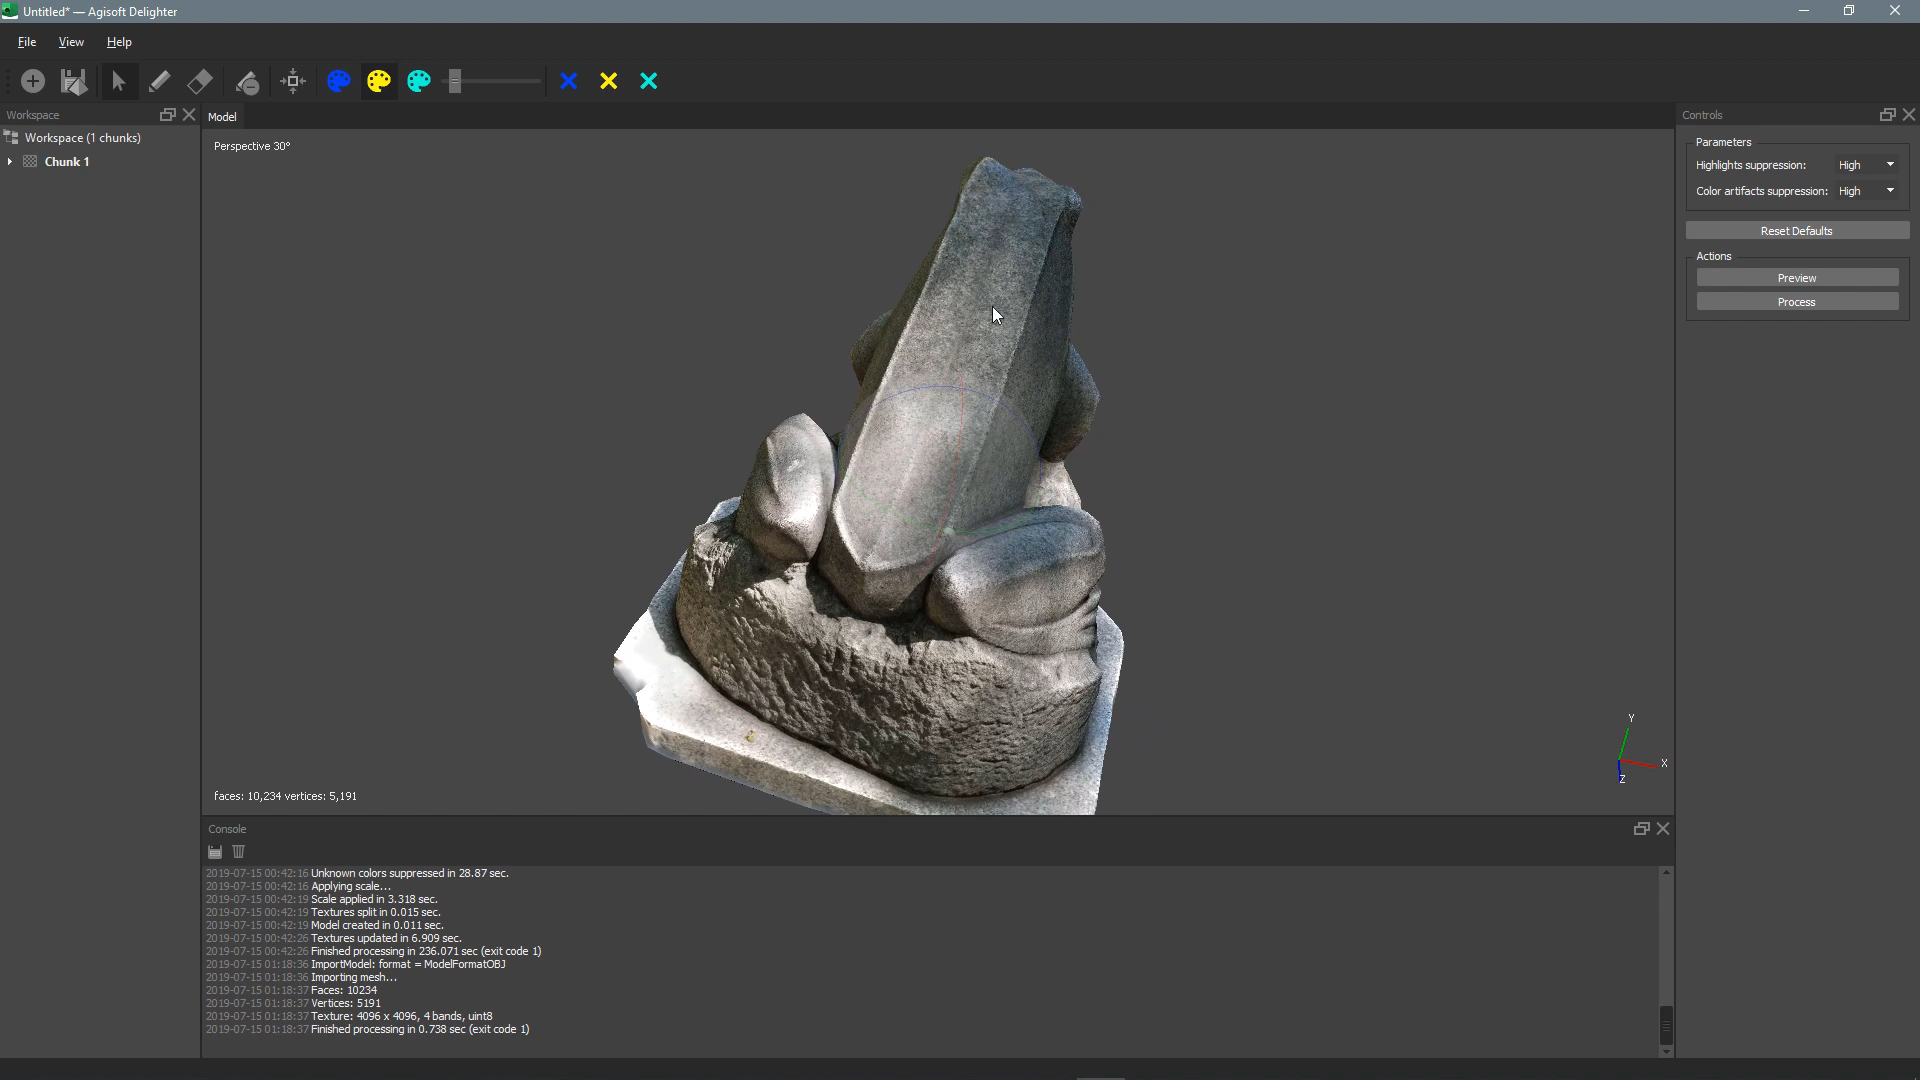 Untitled* — Agisoft Delighter
File View Help
Workspace
Model
Controls
Workspace (1 chunks)
Chunk 1
Perspective 30°
Parameters
Highlights suppression: High
Color artifacts suppression: High
Reset Defaults
Actions
Preview
Process
Y
X
Z
faces: 10,234 vertices: 5,191
Console
2019-07-15 00:42:16 Unknown colors suppressed in 28.87 sec.
2019-07-15 00:42:16 Applying scale...
2019-07-15 00:42:19 Scale applied in 3.318 sec.
2019-07-15 00:42:19 Textures split in 0.015 sec.
2019-07-15 00:42:19 Model created in 0.011 sec.
2019-07-15 00:42:26 Textures updated in 6.909 sec.
2019-07-15 00:42:26 Finished processing in 236.071 sec (exit code 1)
2019-07-15 01:18:36 ImportModel: format = ModelFormatOBJ
2019-07-15 01:18:36 Importing mesh...
2019-07-15 01:18:37 Faces: 10234
2019-07-15 01:18:37 Vertices: 5191
2019-07-15 01:18:37 Texture: 4096 x 4096, 4 bands, uint8
2019-07-15 01:18:37 Finished processing in 0.738 sec (exit code 1)